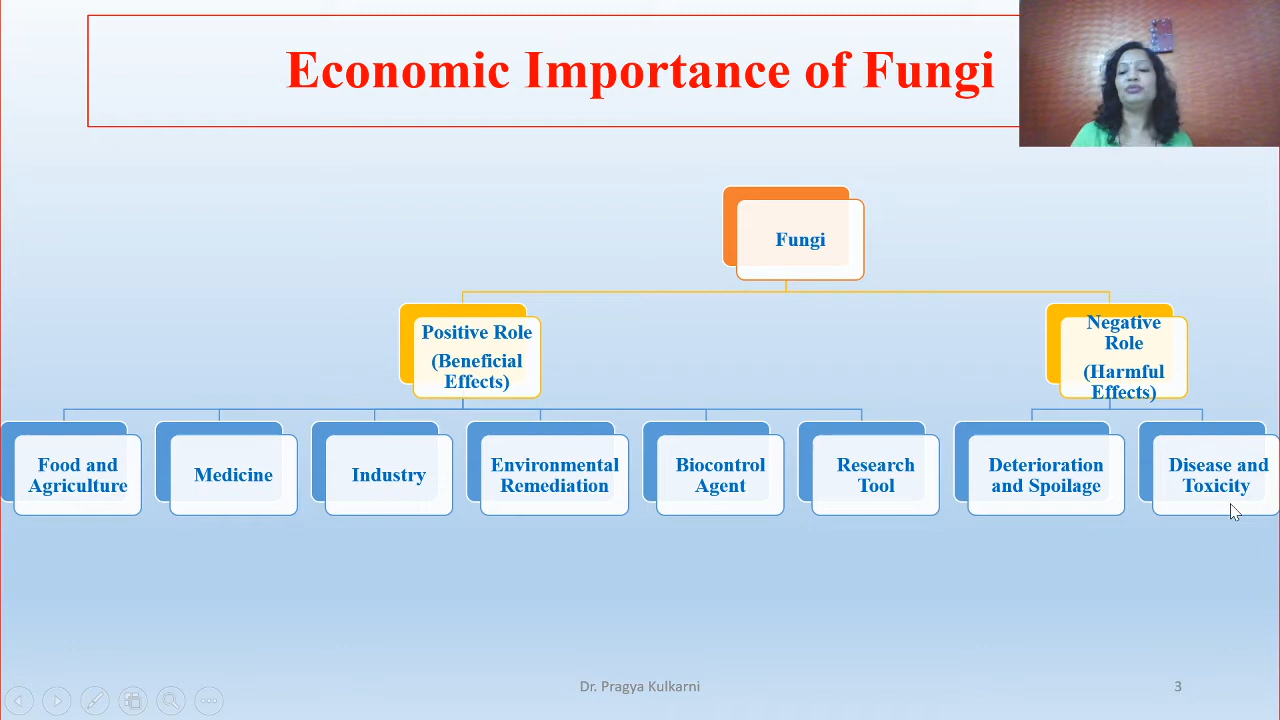 Economic Importance of Fungi
Fungi
Positive Role
(Beneficial
Effects)
Negative
Role
(Harmful
Effects)
Food and
Agriculture
Medicine
Industry
Environmental
Remediation
Biocontrol
Agent
Research
Tool
Deterioration
and Spoilage
Disease and
Toxicity
Dr. Pragya Kulkarni
3